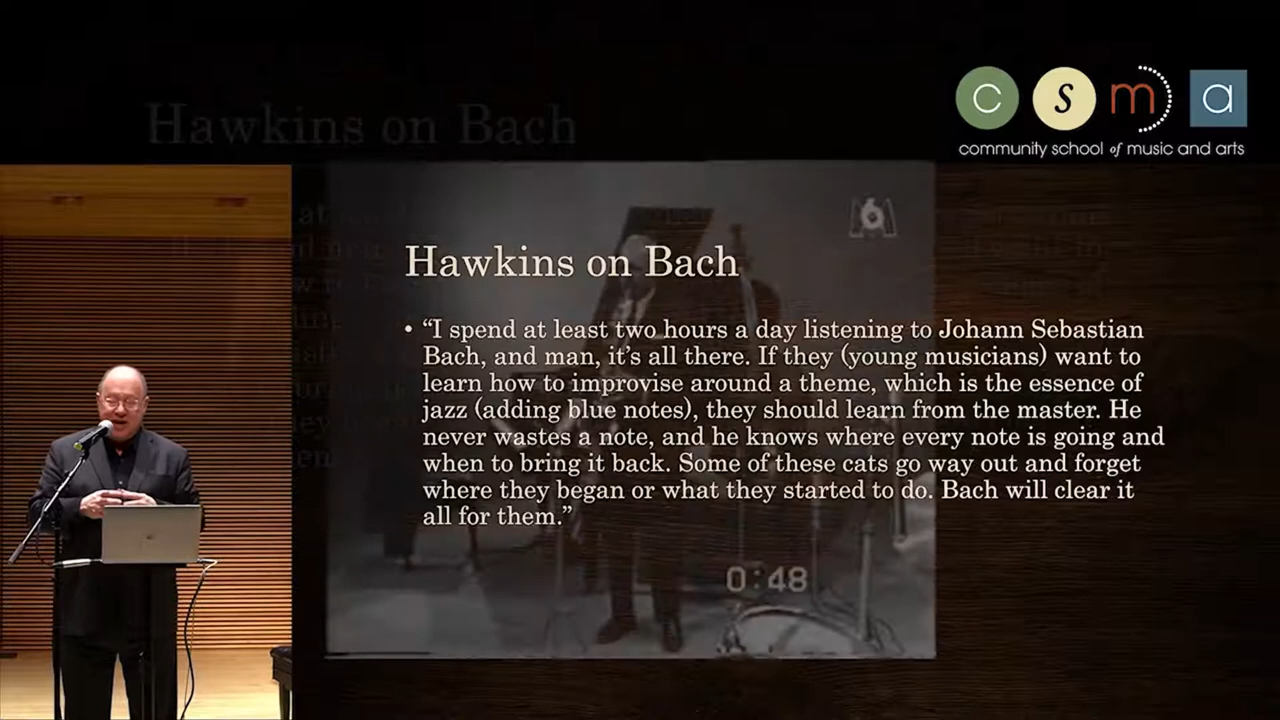 Hawkins on Bach
c s m a
community school of music and arts
Hawkins on Bach
• “I spend at least two hours a day listening to Johann Sebastian
Bach, and man, it’s all there. If they (young musicians) want to
learn how to improvise around a theme, which is the essence of
jazz (adding blue notes), they should learn from the master. He
never wastes a note, and he knows where every note is going and
when to bring it back. Some of these cats go way out and forget
where they began or what they started to do. Bach will clear it
all for them.”
0:48